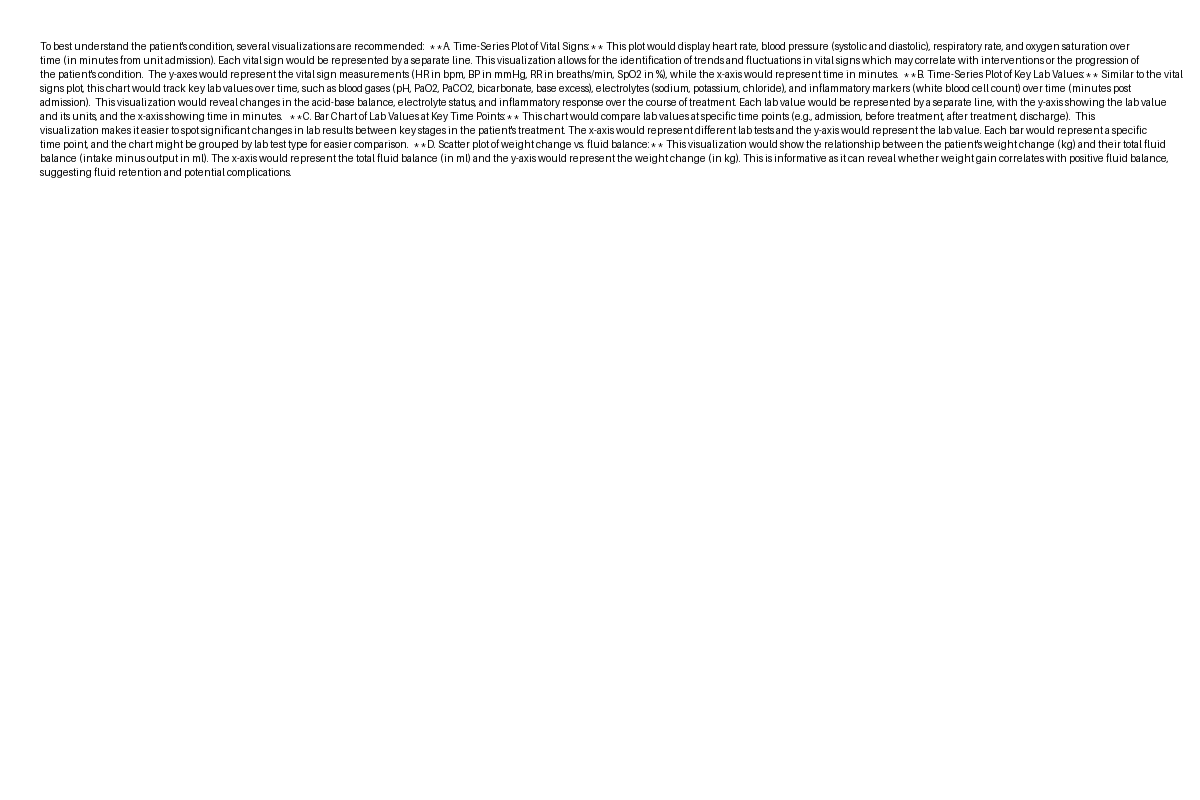 To best understand the patient's condition, several visualizations are recommended:  **A. Time-Series Plot of Vital Signs:** This plot would display heart rate, blood pressure (systolic and diastolic), respiratory rate, and oxygen saturation over
time (in minutes from unit admission). Each vital sign would be represented by a separate line. This visualization allows for the identification of trends and fluctuations in vital signs which may correlate with interventions or the progression of
the patient's condition.  The y-axes would represent the vital sign measurements (HR in bpm, BP in mmHg, RR in breaths/min, SpO2 in %), while the x-axis would represent time in minutes.  **B. Time-Series Plot of Key Lab Values:** Similar to the vital
signs plot, this chart would track key lab values over time, such as blood gases (pH, PaO2, PaCO2, bicarbonate, base excess), electrolytes (sodium, potassium, chloride), and inflammatory markers (white blood cell count) over time (minutes post
admission).  This visualization would reveal changes in the acid-base balance, electrolyte status, and inflammatory response over the course of treatment. Each lab value would be represented by a separate line, with the y-axis showing the lab value
and its units, and the x-axis showing time in minutes.  **C. Bar Chart of Lab Values at Key Time Points:** This chart would compare lab values at specific time points (e.g., admission, before treatment, after treatment, discharge).  This
visualization makes it easier to spot significant changes in lab results between key stages in the patient's treatment. The x-axis would represent different lab tests and the y-axis would represent the lab value. Each bar would represent a specific
time point, and the chart might be grouped by lab test type for easier comparison.  **D. Scatter plot of weight change vs. fluid balance:** This visualization would show the relationship between the patient's weight change (kg) and their total fluid
balance (intake minus output in ml). The x-axis would represent the total fluid balance (in ml) and the y-axis would represent the weight change (in kg). This is informative as it can reveal whether weight gain correlates with positive fluid balance,
suggesting fluid retention and potential complications.